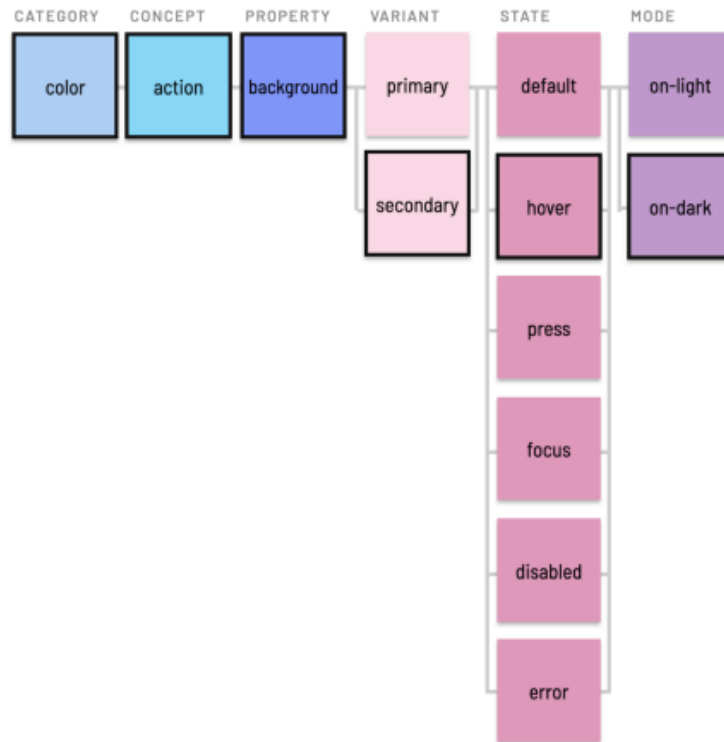 CATEGORY CONCEPT PROPERTY VARIANT STATE MODE
color action background primary default on-light
secondary hover on-dark
press
focus
disabled
error